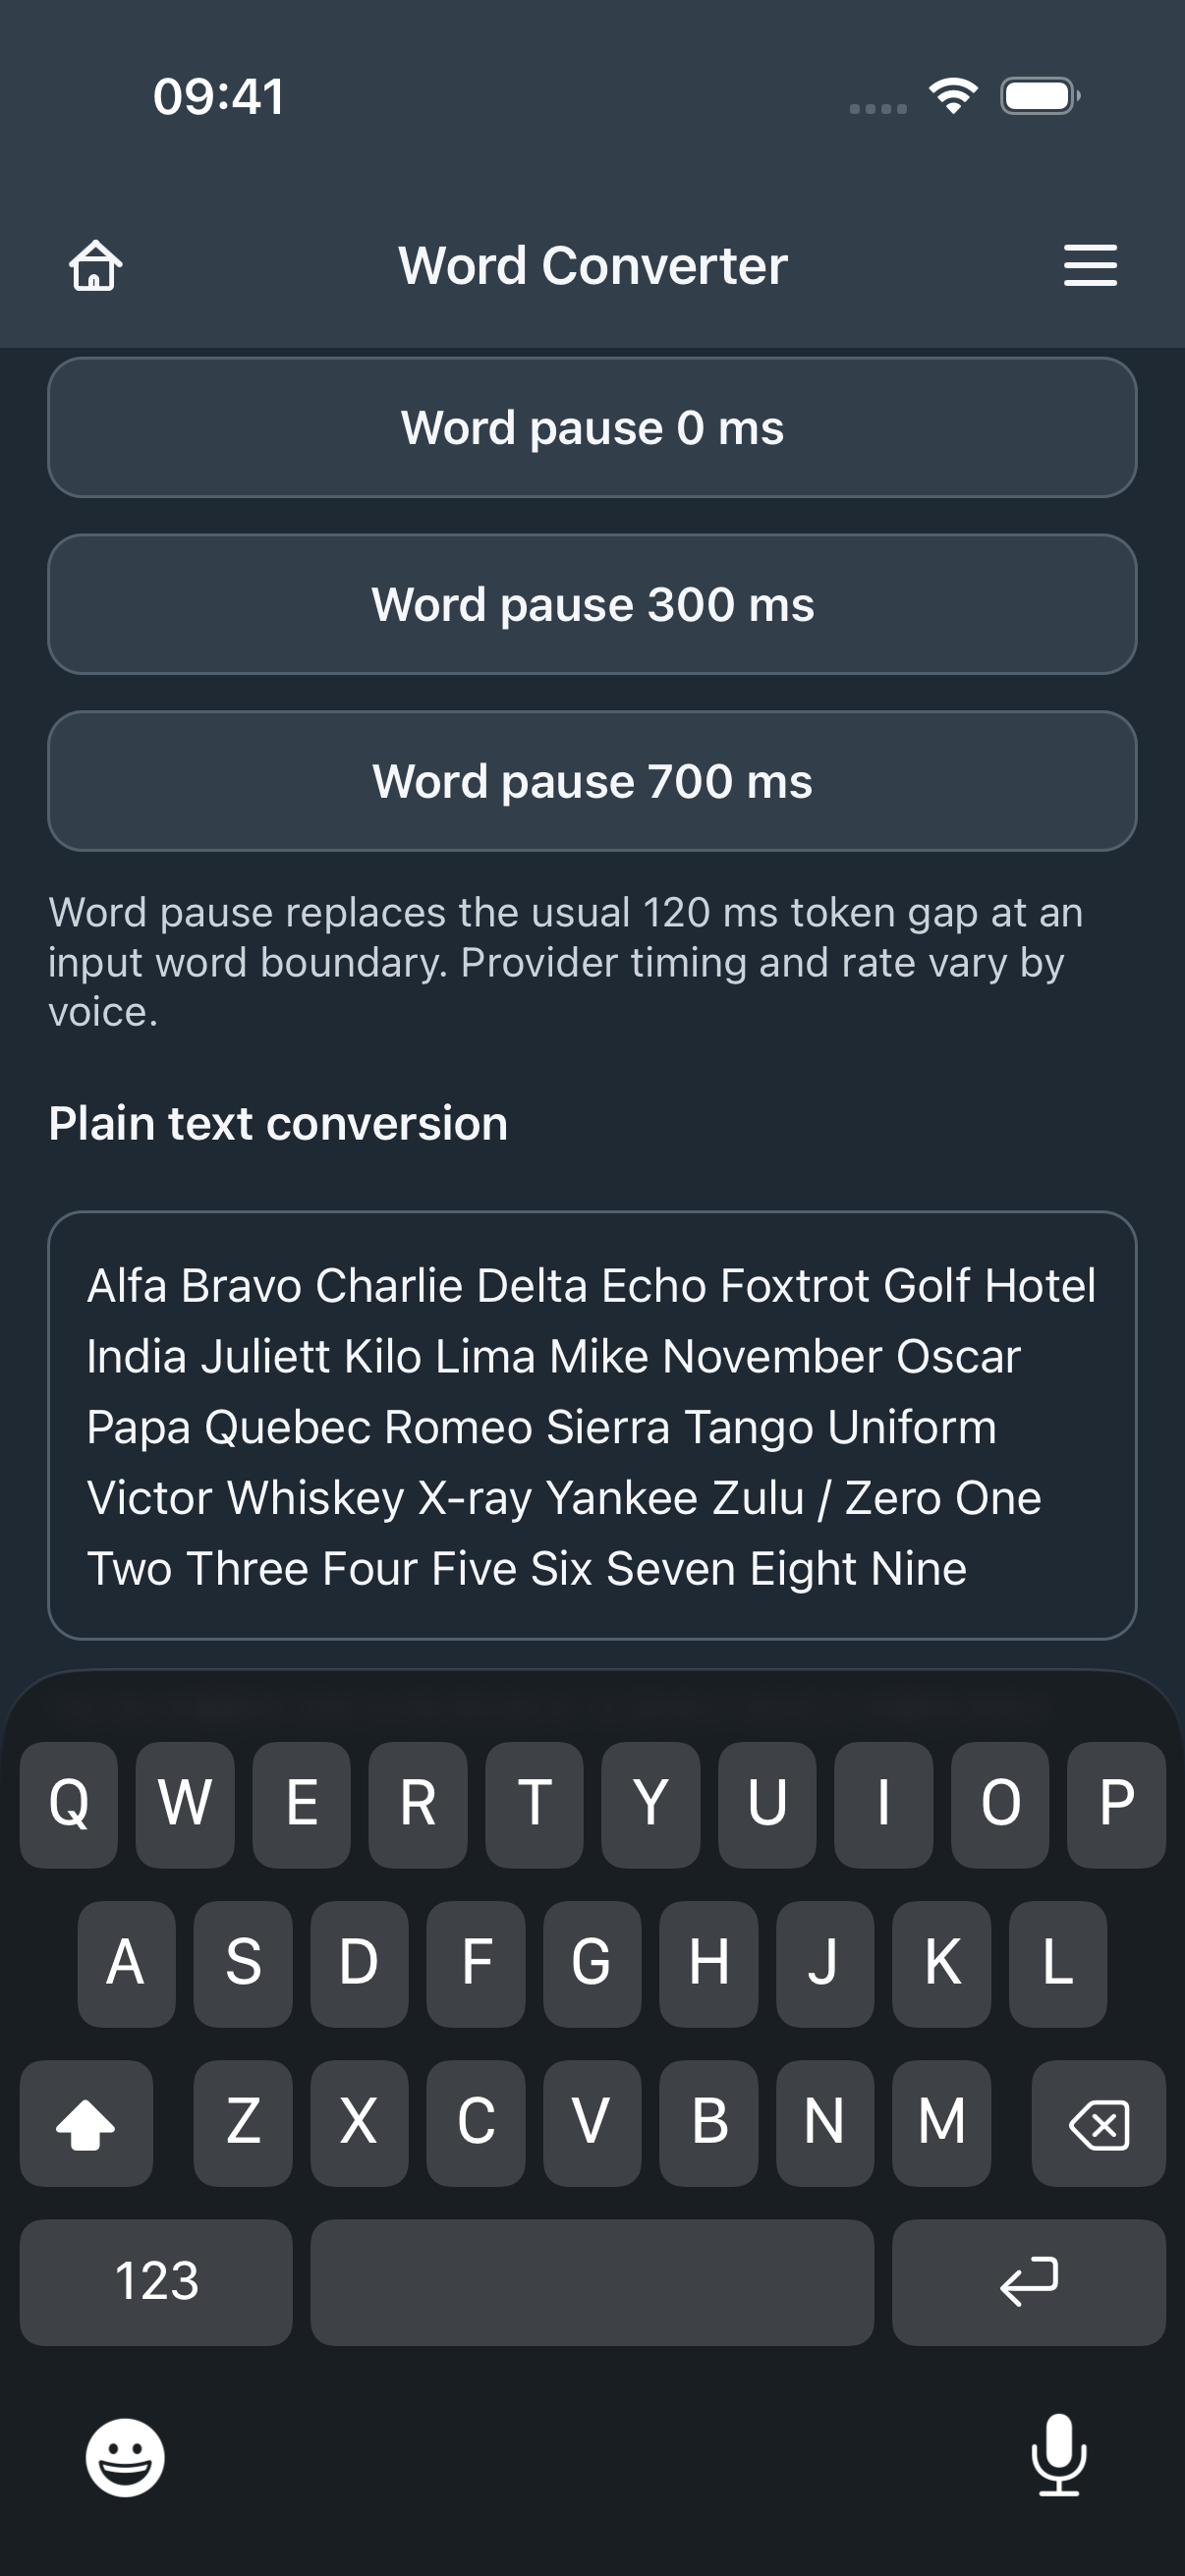 09:41
Word Converter
Word pause 0 ms
Word pause 300 ms
Word pause 700 ms
Word pause replaces the usual 120 ms token gap at an
input word boundary. Provider timing and rate vary by
voice.
Plain text conversion
Alfa Bravo Charlie Delta Echo Foxtrot Golf Hotel
India Juliett Kilo Lima Mike November Oscar
Papa Quebec Romeo Sierra Tango Uniform
Victor Whiskey X-ray Yankee Zulu / Zero One
Two Three Four Five Six Seven Eight Nine
Q W E R T Y U I O P
A S D F G H J K L
Z X C V B N M
123